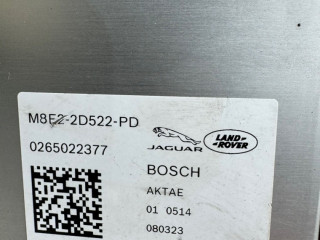 M8E2-2D522-PD
0265022377
JAGUAR
LAND-
ROVER
BOSCH
AKTAE
01 0514
080323